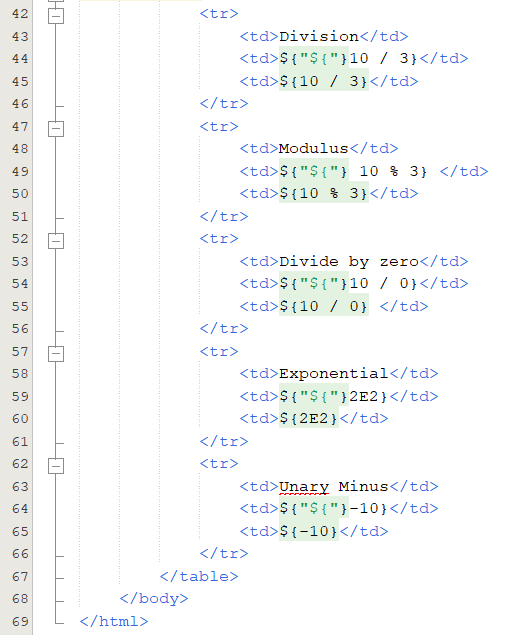 42 <tr>
43 <td>Division</td>
44 <td>${"${"}10 / 3}</td>
45 <td>${10 / 3}</td>
46 </tr>
47 <tr>
48 <td>Modulus</td>
49 <td>${"${"} 10 % 3} </td>
50 <td>${10 % 3}</td>
51 </tr>
52 <tr>
53 <td>Divide by zero</td>
54 <td>${"${"}10 / 0}</td>
55 <td>${10 / 0} </td>
56 </tr>
57 <tr>
58 <td>Exponential</td>
59 <td>${"${"}2E2}</td>
60 <td>${2E2}</td>
61 </tr>
62 <tr>
63 <td>Unary Minus</td>
64 <td>${"${"}-10}</td>
65 <td>${-10}</td>
66 </tr>
67 </table>
68 </body>
69 </html>